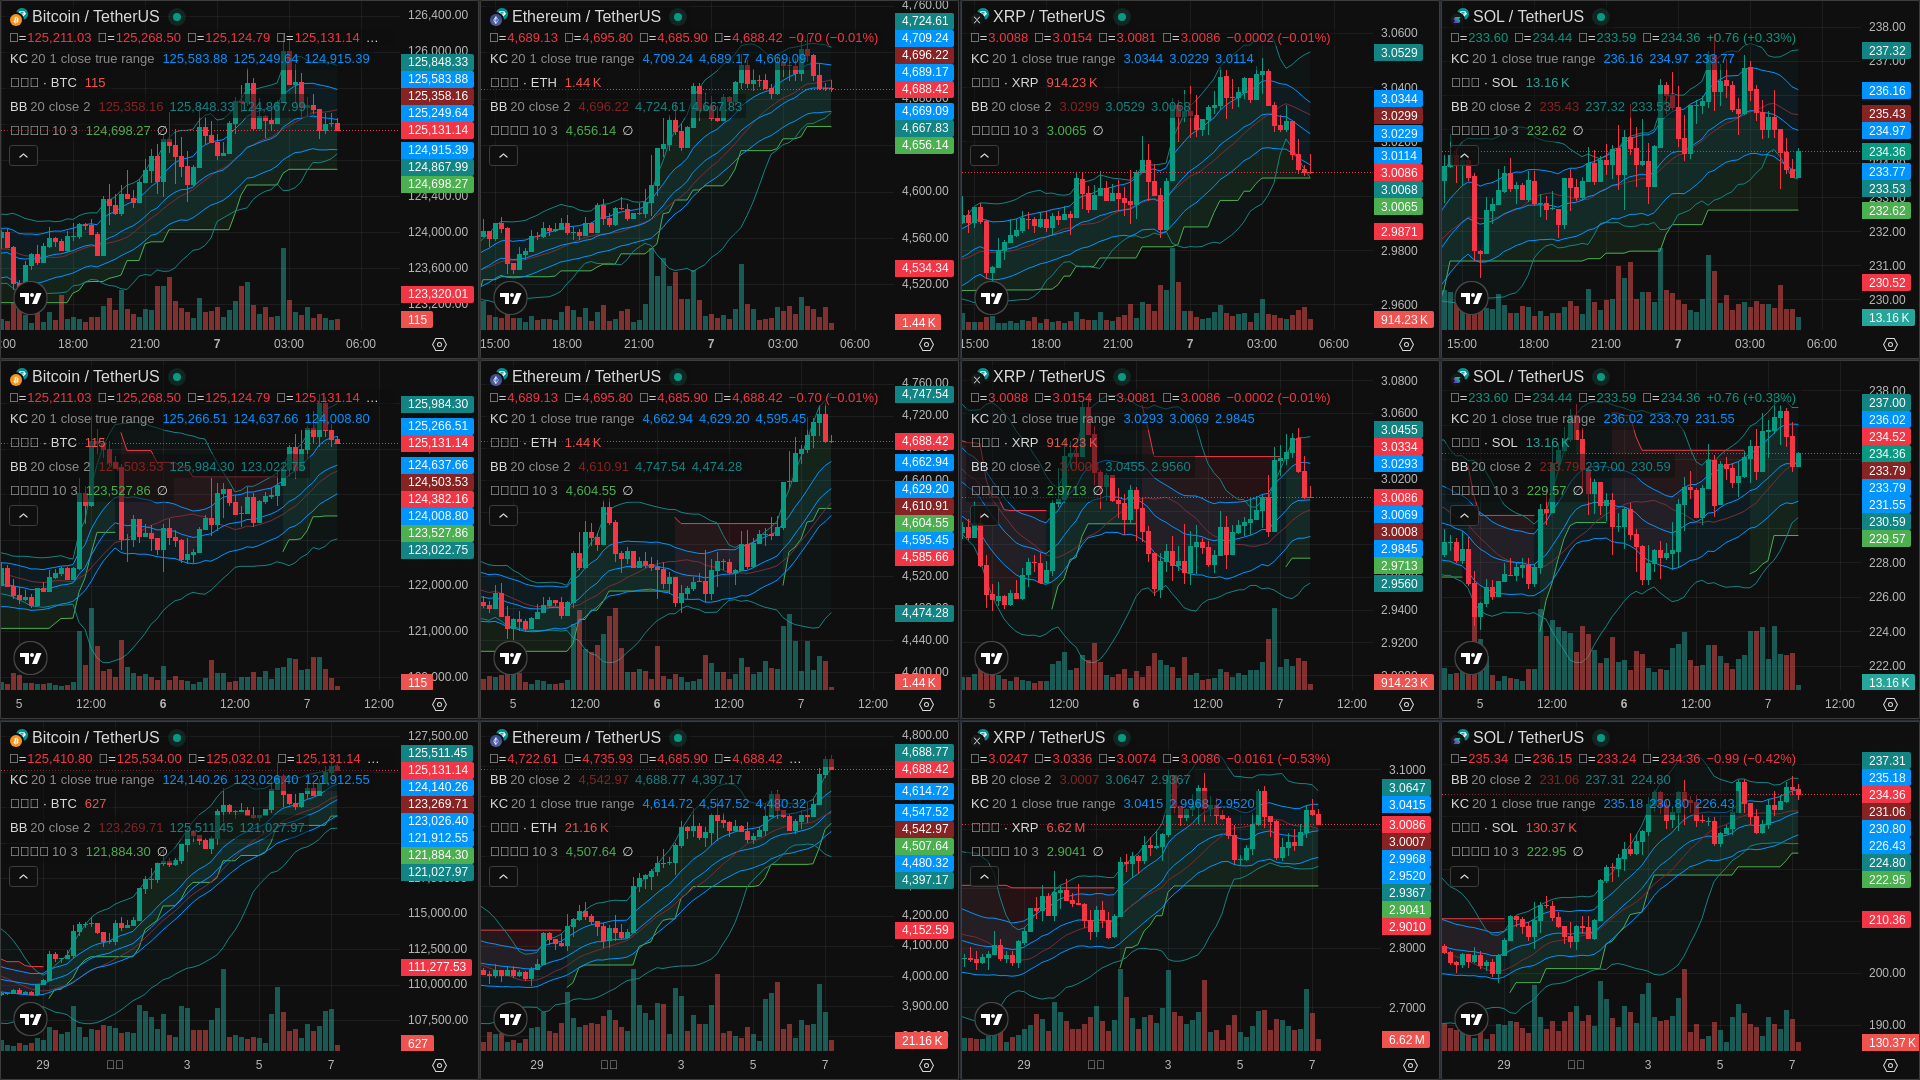 Bitcoin / TetherUS
=125,211.03 =125,268.50 =125,124.79 =125,131.14 ...
KC 20 1 close true range 125,583.88 125,249.64 124,915.39
· BTC 115
BB 20 close 2 125,358.16 125,848.33 124,867.99
10 3 124,698.27 ∅
126,400.00
126,000.00
125,848.33
125,583.88
125,358.16
125,249.64
125,131.14
124,915.39
124,867.99
124,698.27
124,400.00
124,000.00
123,600.00
123,320.01
123,200.00
115
:00 18:00 21:00 7 03:00 06:00
Ethereum / TetherUS
=4,689.13 =4,695.80 =4,685.90 =4,688.42 −0.70 (−0.01%)
KC 20 1 close true range 4,709.24 4,689.17 4,669.09
· ETH 1.44 K
BB 20 close 2 4,696.22 4,724.61 4,667.83
10 3 4,656.14 ∅
4,760.00
4,724.61
4,709.24
4,696.22
4,689.17
4,688.42
4,669.09
4,667.83
4,656.14
4,600.00
4,560.00
4,534.34
4,520.00
1.44 K
15:00 18:00 21:00 7 03:00 06:00
XRP / TetherUS
=3.0088 =3.0154 =3.0081 =3.0086 −0.0002 (−0.01%)
KC 20 1 close true range 3.0344 3.0229 3.0114
· XRP 914.23 K
BB 20 close 2 3.0299 3.0529 3.0068
10 3 3.0065 ∅
3.0600
3.0529
3.0400
3.0344
3.0299
3.0229
3.0114
3.0086
3.0068
3.0065
2.9871
2.9800
2.9600
914.23 K
15:00 18:00 21:00 7 03:00 06:00
SOL / TetherUS
=233.60 =234.44 =233.59 =234.36 +0.76 (+0.33%)
KC 20 1 close true range 236.16 234.97 233.77
· SOL 13.16 K
BB 20 close 2 235.43 237.32 233.53
10 3 232.62 ∅
238.00
237.32
237.00
236.16
235.43
234.97
234.36
233.77
233.53
232.62
232.00
231.00
230.52
230.00
13.16 K
15:00 18:00 21:00 7 03:00 06:00
Bitcoin / TetherUS
=125,211.03 =125,268.50 =125,124.79 =125,131.14 ...
KC 20 1 close true range 125,266.51 124,637.66 124,008.80
· BTC 115
BB 20 close 2 124,503.53 125,984.30 123,022.75
10 3 123,527.86 ∅
125,984.30
125,266.51
125,131.14
124,637.66
124,503.53
124,382.16
124,008.80
123,527.86
123,022.75
122,000.00
121,000.00
115
5 12:00 6 12:00 7 12:00
Ethereum / TetherUS
=4,689.13 =4,695.80 =4,685.90 =4,688.42 −0.70 (−0.01%)
KC 20 1 close true range 4,662.94 4,629.20 4,595.45
· ETH 1.44 K
BB 20 close 2 4,610.91 4,747.54 4,474.28
10 3 4,604.55 ∅
4,760.00
4,747.54
4,720.00
4,688.42
4,662.94
4,640.00
4,629.20
4,610.91
4,604.55
4,595.45
4,585.66
4,520.00
4,474.28
4,440.00
4,400.00
1.44 K
5 12:00 6 12:00 7 12:00
XRP / TetherUS
=3.0088 =3.0154 =3.0081 =3.0086 −0.0002 (−0.01%)
KC 20 1 close true range 3.0293 3.0069 2.9845
· XRP 914.23 K
BB 20 close 2 3.0008 3.0455 2.9560
10 3 2.9713 ∅
3.0800
3.0600
3.0455
3.0334
3.0293
3.0200
3.0086
3.0069
3.0008
2.9845
2.9713
2.9560
2.9400
2.9200
914.23 K
5 12:00 6 12:00 7 12:00
SOL / TetherUS
=233.60 =234.44 =233.59 =234.36 +0.76 (+0.33%)
KC 20 1 close true range 236.02 233.79 231.55
· SOL 13.16 K
BB 20 close 2 233.79 237.00 230.59
10 3 229.57 ∅
238.00
237.00
236.02
234.52
234.36
233.79
233.79
231.55
230.59
229.57
228.00
226.00
224.00
222.00
13.16 K
5 12:00 6 12:00 7 12:00
Bitcoin / TetherUS
=125,410.80 =125,534.00 =125,032.01 =125,131.14 ...
KC 20 1 close true range 124,140.26 123,026.40 121,912.55
· BTC 627
BB 20 close 2 123,269.71 125,511.45 121,027.97
10 3 121,884.30 ∅
127,500.00
125,511.45
125,131.14
124,140.26
123,269.71
123,026.40
121,912.55
121,884.30
121,027.97
115,000.00
112,500.00
111,277.53
110,000.00
107,500.00
627
29 3 5 7
Ethereum / TetherUS
=4,722.61 =4,735.93 =4,685.90 =4,688.42 ...
BB 20 close 2 4,542.97 4,688.77 4,397.17
KC 20 1 close true range 4,614.72 4,547.52 4,480.32
· ETH 21.16 K
10 3 4,507.64 ∅
4,800.00
4,688.77
4,688.42
4,614.72
4,547.52
4,542.97
4,507.64
4,480.32
4,397.17
4,200.00
4,152.59
4,100.00
4,000.00
3,900.00
21.16 K
29 3 5 7
XRP / TetherUS
=3.0247 =3.0336 =3.0074 =3.0086 −0.0161 (−0.53%)
BB 20 close 2 3.0007 3.0647 2.9367
KC 20 1 close true range 3.0415 2.9968 2.9520
· XRP 6.62 M
10 3 2.9041 ∅
3.1000
3.0647
3.0415
3.0086
3.0007
2.9968
2.9520
2.9367
2.9041
2.9010
2.8000
2.7000
6.62 M
29 3 5 7
SOL / TetherUS
=235.34 =236.15 =233.24 =234.36 −0.99 (−0.42%)
BB 20 close 2 231.06 237.31 224.80
KC 20 1 close true range 235.18 230.80 226.43
· SOL 130.37 K
10 3 222.95 ∅
237.31
235.18
234.36
231.06
230.80
226.43
224.80
222.95
210.36
200.00
190.00
130.37 K
29 3 5 7